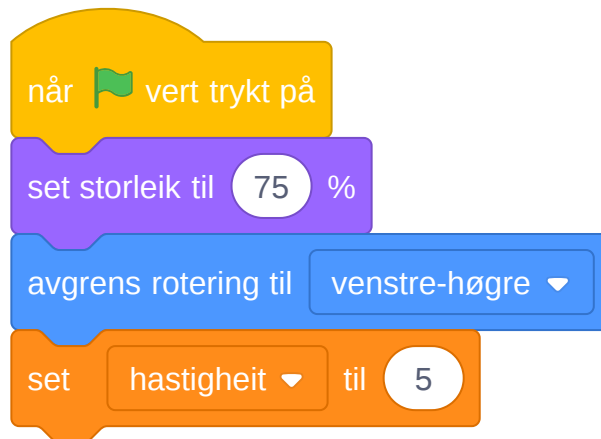 når vert trykt på
set storleik til 75 %
avgrens rotering til venstre-høgre
set hastigheit til 5